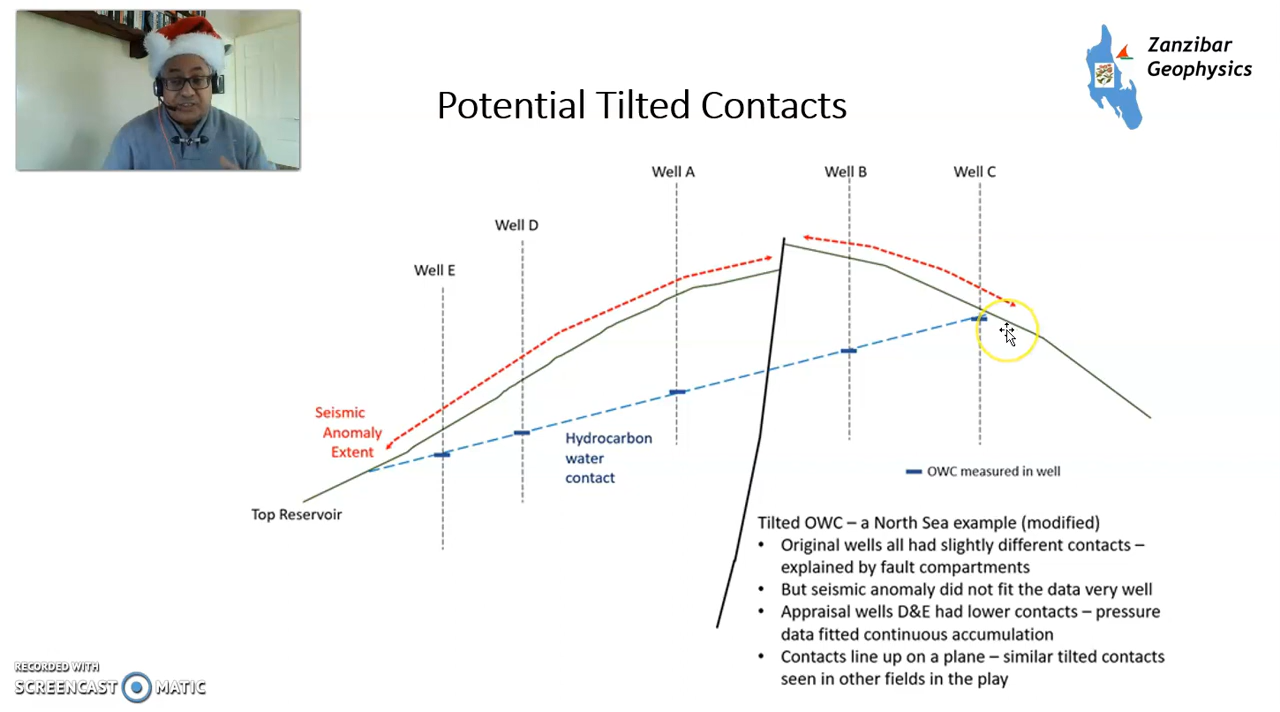 Zanzibar
Geophysics
Potential Tilted Contacts
Well A
Well B
Well C
Well D
Well E
Seismic
Anomaly
Extent
Hydrocarbon
water
contact
OWC measured in well
Top Reservoir
Tilted OWC – a North Sea example (modified)
• Original wells all had slightly different contacts –
explained by fault compartments
• But seismic anomaly did not fit the data very well
• Appraisal wells D&E had lower contacts – pressure
data fitted continuous accumulation
• Contacts line up on a plane – similar tilted contacts
seen in other fields in the play
RECORDED WITH
SCREENCAST MATIC